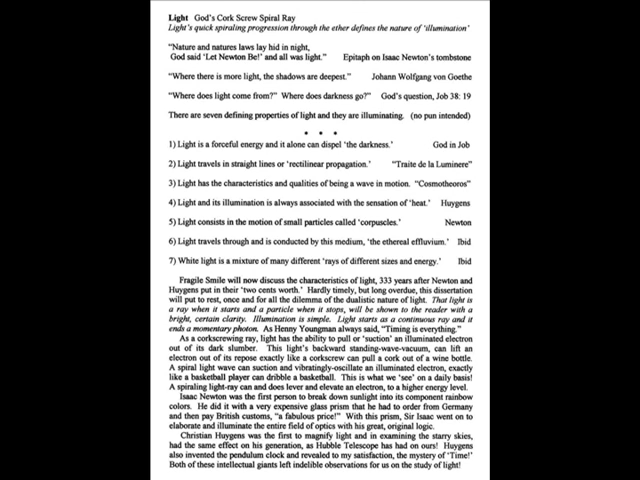 Light   God's Cork Screw Spiral Ray
Light's quick spiraling progression through the ether defines the nature of 'illumination'
"Nature and natures laws lay hid in night,
God said 'Let Newton Be!' and all was light."   Epitaph on Isaac Newton's tombstone
"Where there is more light, the shadows are deepest."   Johann Wolfgang von Goethe
"Where does light come from?"  Where does darkness go?"   God's question, Job 38: 19
There are seven defining properties of light and they are illuminating.  (no pun intended)
• • •
1) Light is a forceful energy and it alone can dispel 'the darkness.'   God in Job
2) Light travels in straight lines or 'rectilinear propagation.'   "Traite de la Luminere"
3) Light has the characteristics and qualities of being a wave in motion.  "Cosmotheoros"
4) Light and its illumination is always associated with the sensation of 'heat.'   Huygens
5) Light consists in the motion of small particles called 'corpuscles.'   Newton
6) Light travels through and is conducted by this medium, 'the ethereal effluvium.'   Ibid
7) White light is a mixture of many different 'rays of different sizes and energy.'   Ibid
Fragile Smile will now discuss the characteristics of light, 333 years after Newton and
Huygens put in their 'two cents worth.'  Hardly timely, but long overdue, this dissertation
will put to rest, once and for all the dilemma of the dualistic nature of light.  That light is
a ray when it starts and a particle when it stops, will be shown to the reader with a
bright, certain clarity.  Illumination is simple.  Light starts as a continuous ray and it
ends a momentary photon.  As Henny Youngman always said, "Timing is everything."
As a corkscrewing ray, light has the ability to pull or 'suction' an illuminated electron
out of its dark slumber.  This light's backward standing-wave-vacuum, can lift an
electron out of its repose exactly like a corkscrew can pull a cork out of a wine bottle.
A spiral light wave can suction and vibratingly-oscillate an illuminated electron, exactly
like a basketball player can dribble a basketball.  This is what we 'see' on a daily basis!
A spiraling light-ray can and does lever and elevate an electron, to a higher energy level.
Isaac Newton was the first person to break down sunlight into its component rainbow
colors.  He did it with a very expensive glass prism that he had to order from Germany
and then pay British customs, "a fabulous price!"  With this prism, Sir Isaac went on to
elaborate and illuminate the entire field of optics with his great, original logic.
Christian Huygens was the first to magnify light and in examining the starry skies,
had the same effect on his generation, as Hubble Telescope has had on ours!  Huygens
also invented the pendulum clock and revealed to my satisfaction, the mystery of 'Time!'
Both of these intellectual giants left indelible observations for us on the study of light!